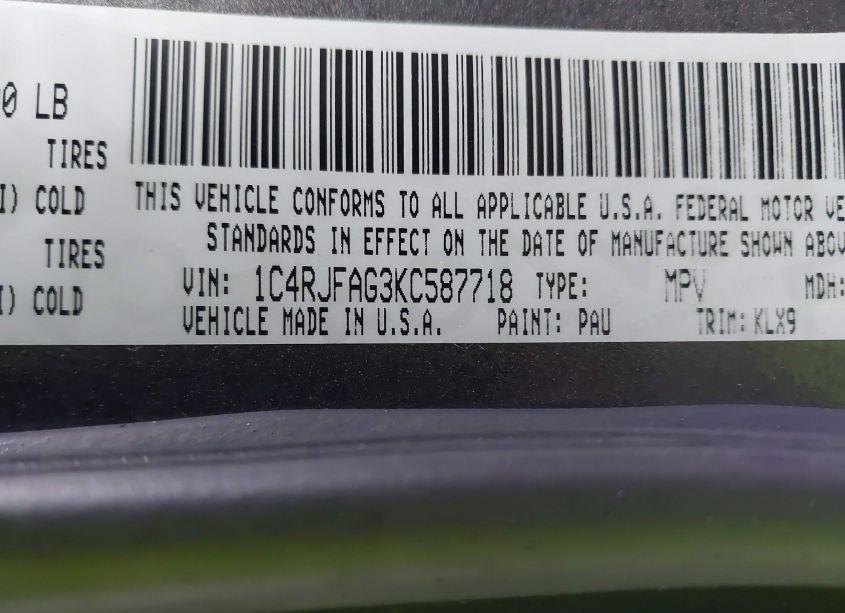 0 LB
TIRES
I) COLD
TIRES
I) COLD
THIS VEHICLE CONFORMS TO ALL APPLICABLE U.S.A. FEDERAL MOTOR VE
STANDARDS IN EFFECT ON THE DATE OF MANUFACTURE SHOWN ABOV
VIN: 1C4RJFAG3KC587718 TYPE: MPV MDH:
VEHICLE MADE IN U.S.A. PAINT: PAU TRIM: KLX9